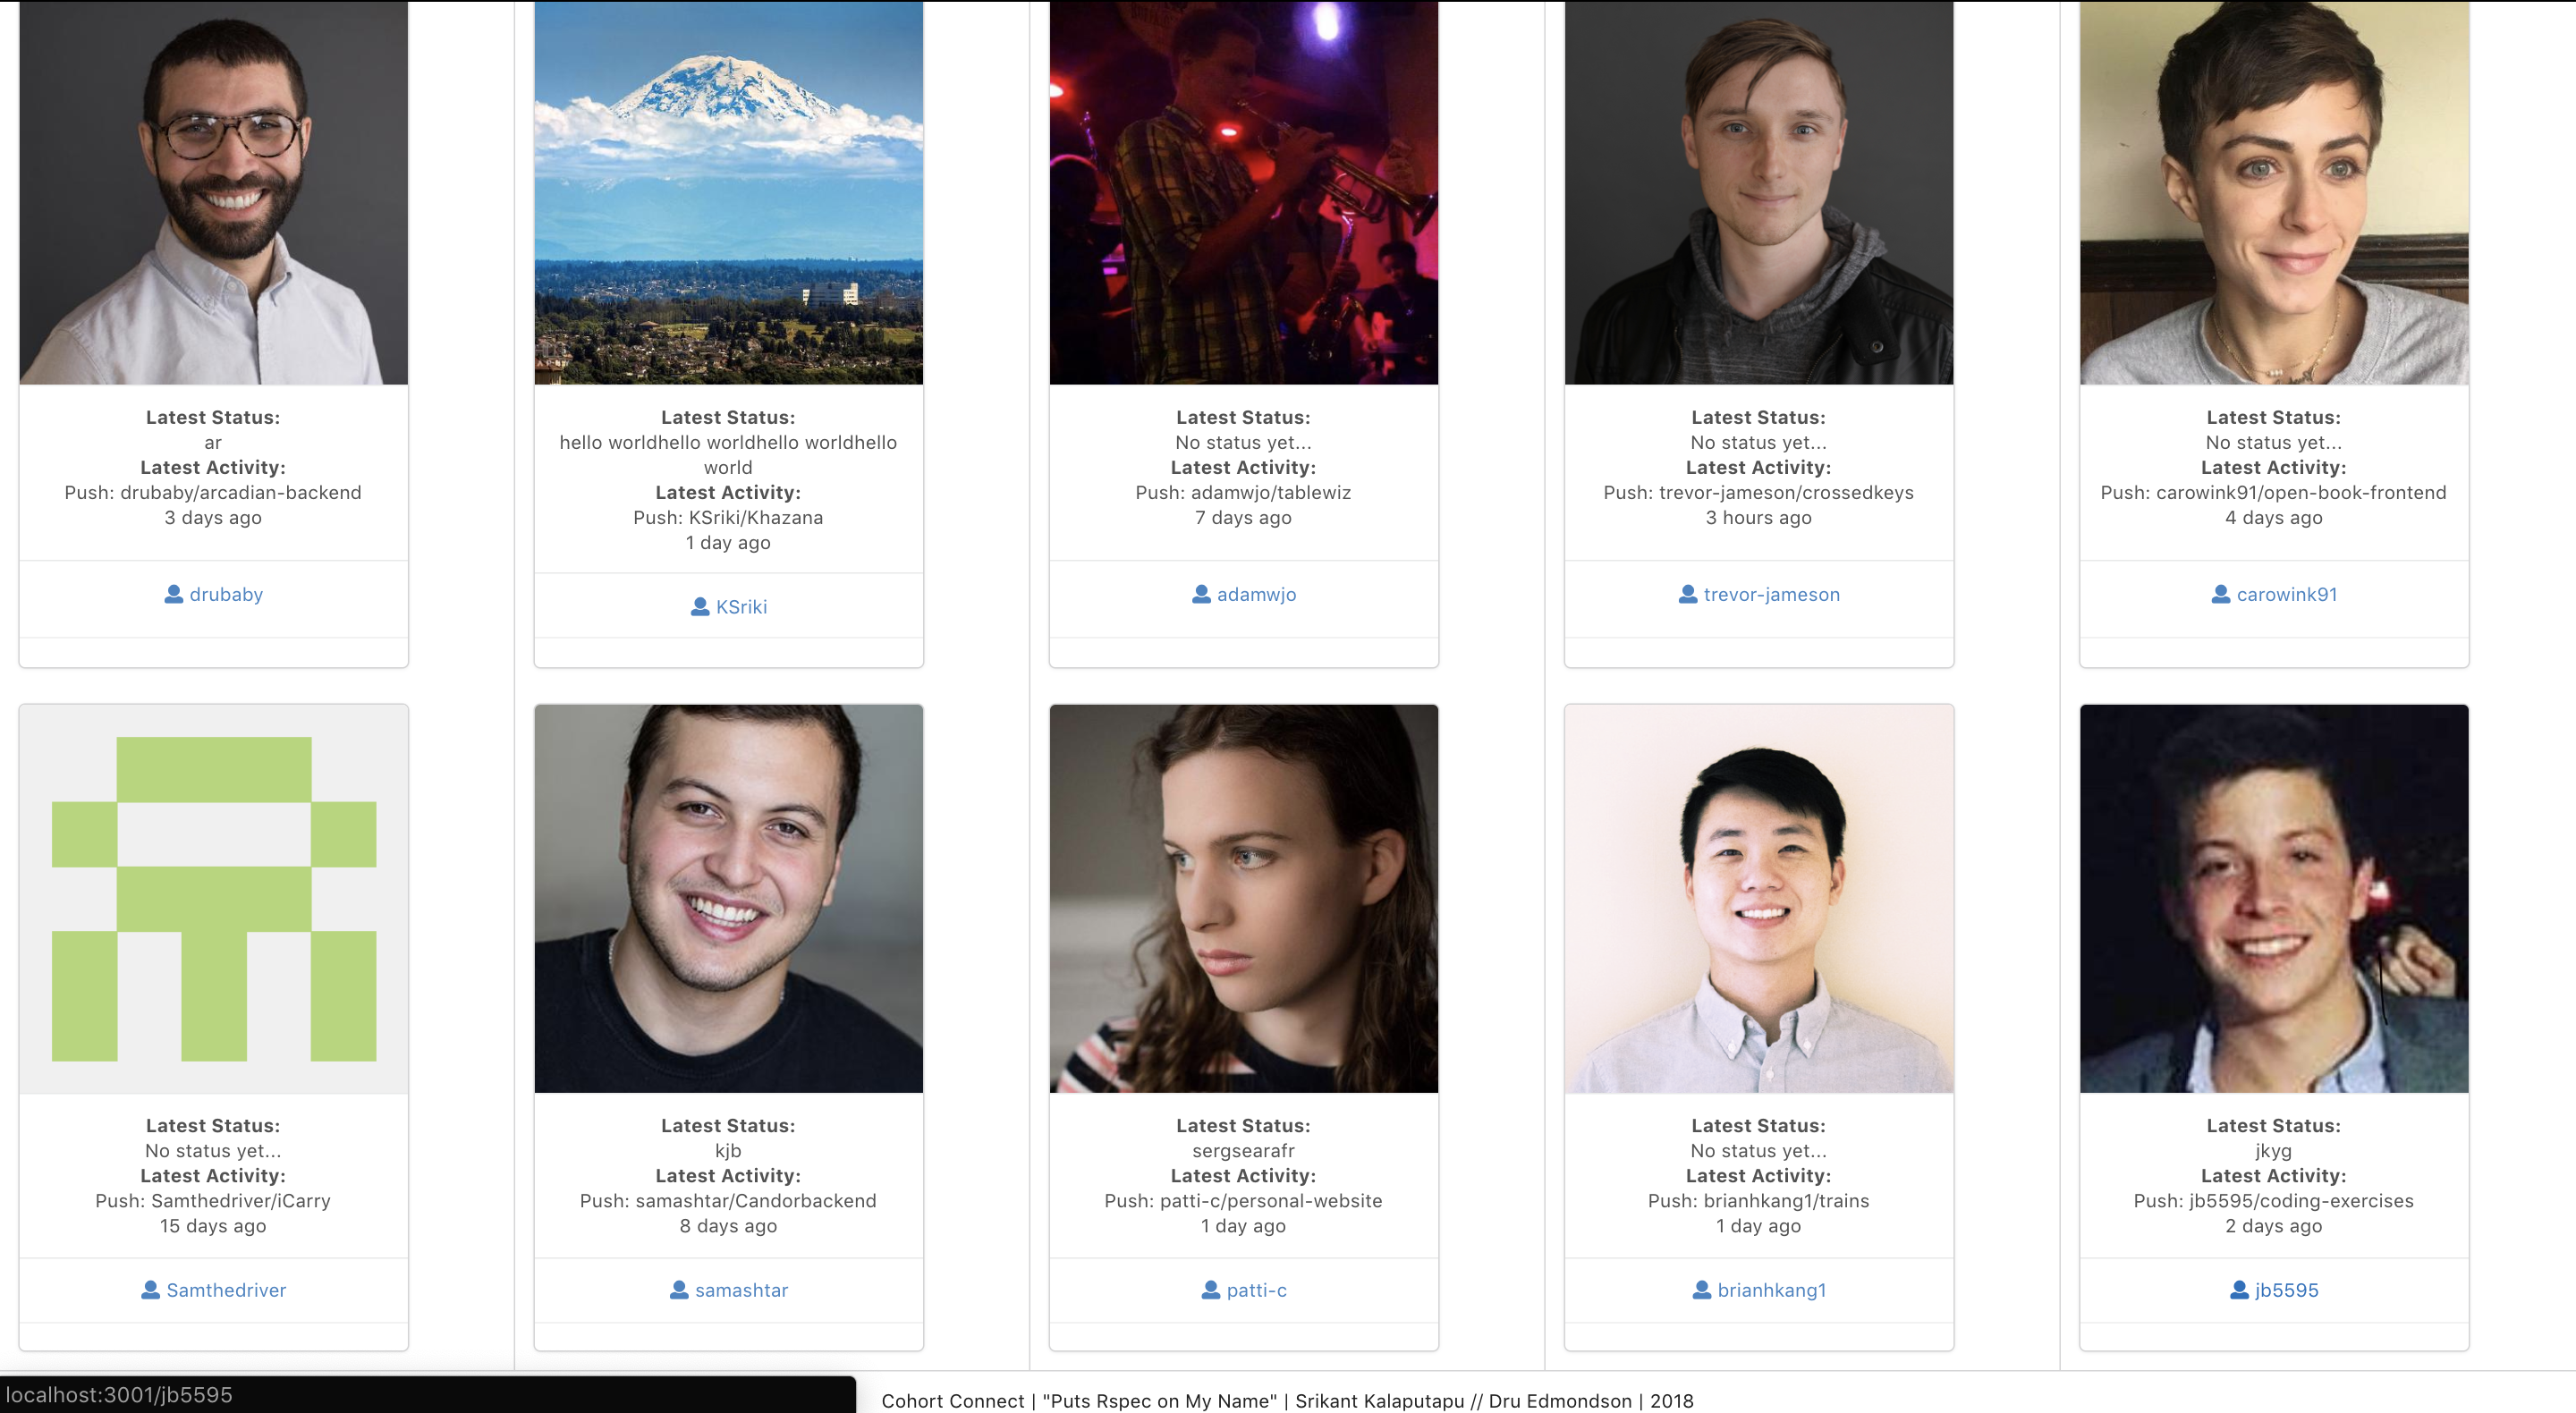 Latest Status:
ar
Latest Activity:
Push: drubaby/arcadian-backend
3 days ago
drubaby
Latest Status:
hello worldhello worldhello worldhello
world
Latest Activity:
Push: KSriki/Khazana
1 day ago
KSriki
Latest Status:
No status yet...
Latest Activity:
Push: adamwjo/tablewiz
7 days ago
adamwjo
Latest Status:
No status yet...
Latest Activity:
Push: trevor-jameson/crossedkeys
3 hours ago
trevor-jameson
Latest Status:
No status yet...
Latest Activity:
Push: carowink91/open-book-frontend
4 days ago
carowink91
Latest Status:
No status yet...
Latest Activity:
Push: Samthedriver/iCarry
15 days ago
Samthedriver
Latest Status:
kjb
Latest Activity:
Push: samashtar/Candorbackend
8 days ago
samashtar
Latest Status:
sergsearafr
Latest Activity:
Push: patti-c/personal-website
1 day ago
patti-c
Latest Status:
No status yet...
Latest Activity:
Push: brianhkang1/trains
1 day ago
brianhkang1
Latest Status:
jkyg
Latest Activity:
Push: jb5595/coding-exercises
2 days ago
jb5595
localhost:3001/jb5595
Cohort Connect | "Puts Rspec on My Name" | Srikant Kalaputapu // Dru Edmondson | 2018